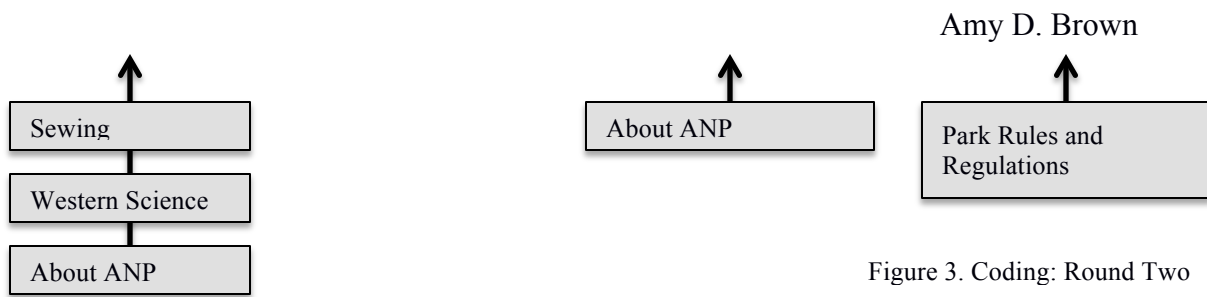 Amy D. Brown
Sewing
Western Science
About ANP
About ANP
Park Rules and
Regulations
Figure 3. Coding: Round Two